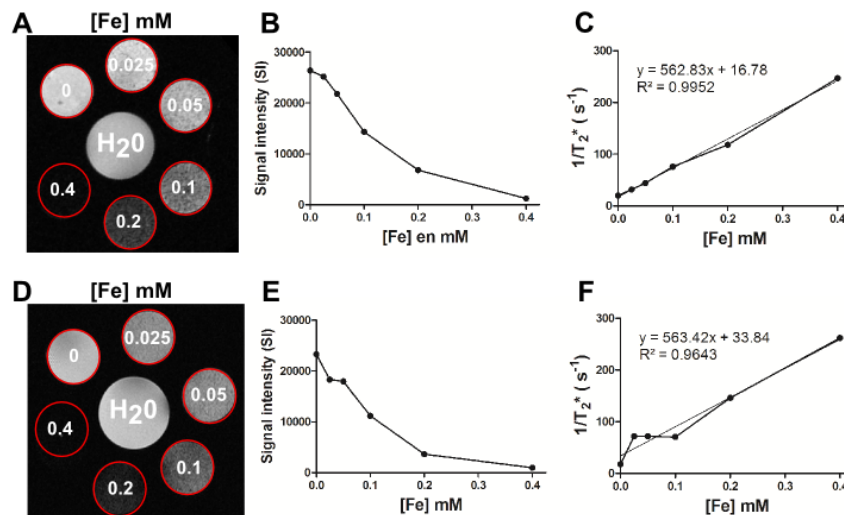 A
[Fe] mM
0.025
0
0.05
H20
0.4
0.1
0.2
B
30000
20000
10000
0
Signal intensity (SI)
0.0 0.1 0.2 0.3 0.4
[Fe] en mM
C
300
200
100
0
1/T2* ( s-1)
y = 562.83x + 16.78
R² = 0.9952
0.0 0.1 0.2 0.3 0.4
[Fe] mM
D
[Fe] mM
0.025
0
0.05
H20
0.4
0.1
0.2
E
30000
20000
10000
0
Signal intensity (SI)
0.0 0.1 0.2 0.3 0.4
[Fe] mM
F
300
200
100
0
1/T2* ( s-1)
y = 563.42x + 33.84
R² = 0.9643
0.0 0.1 0.2 0.3 0.4
[Fe] mM